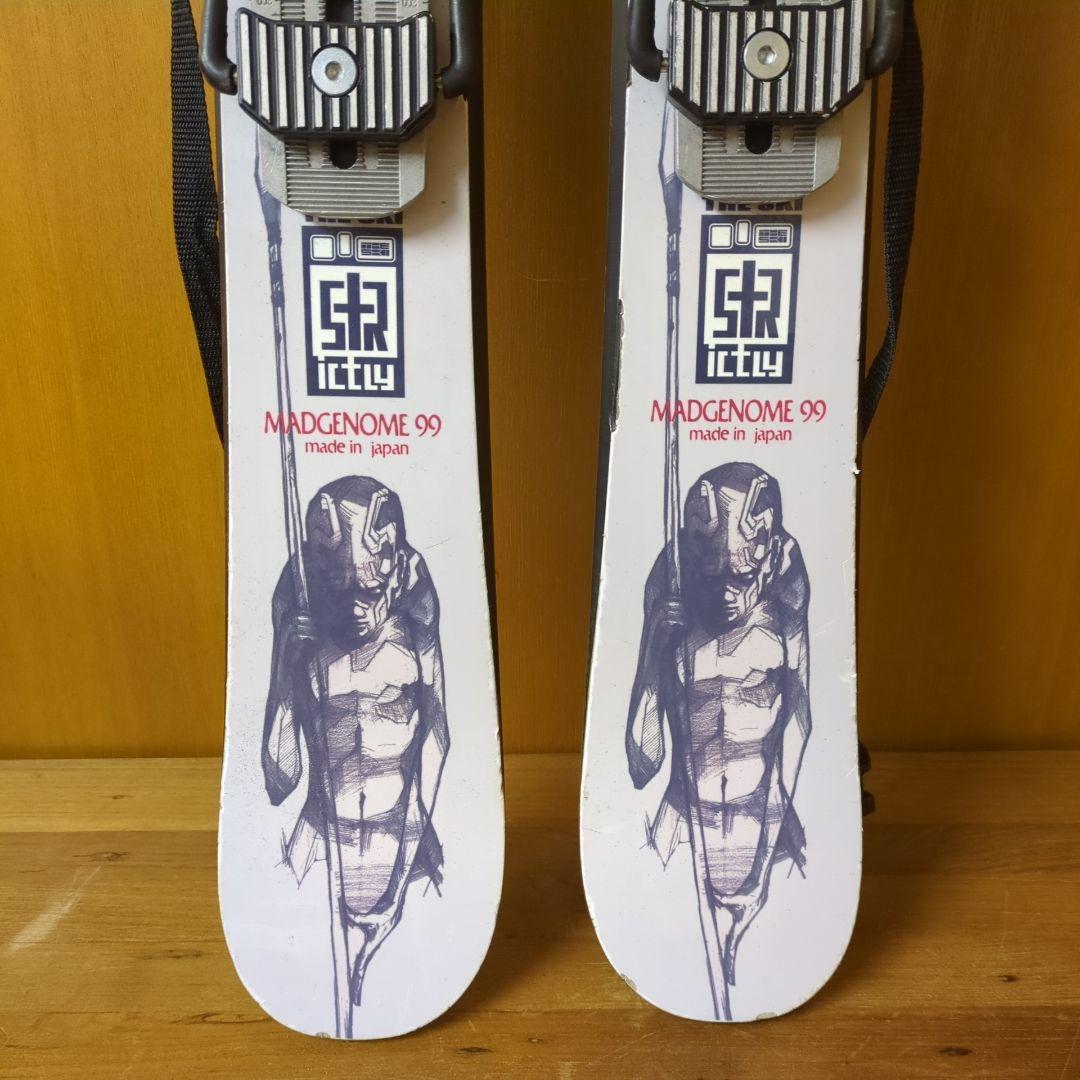 THE SKI
STR
ictly
MADGENOME 99
made in japan
THE SKI
STR
ictly
MADGENOME 99
made in japan